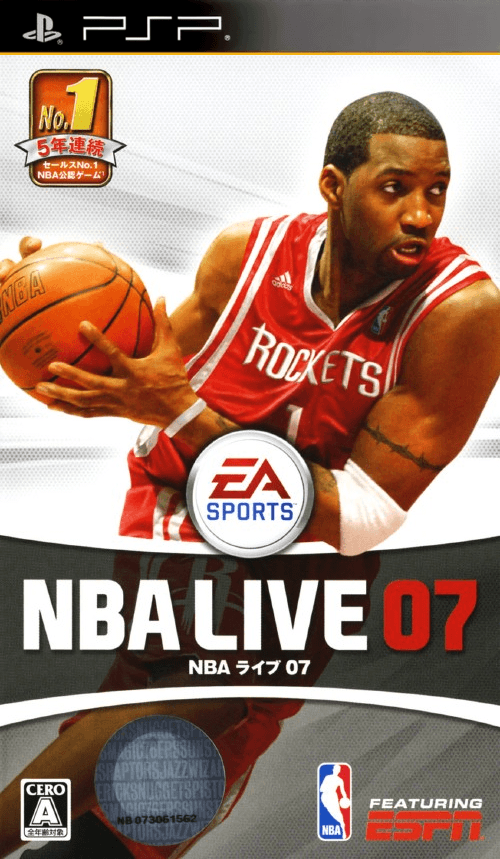 PSP
No.1
5年連続
セールスNo.1
NBA公認ゲーム
NBA
adidas
ROCKETS
1
EA
SPORTS
NBA LIVE 07
NBA ライブ 07
NB 073061562
CERO
A
全年齢対象
NBA
FEATURING
ESPN